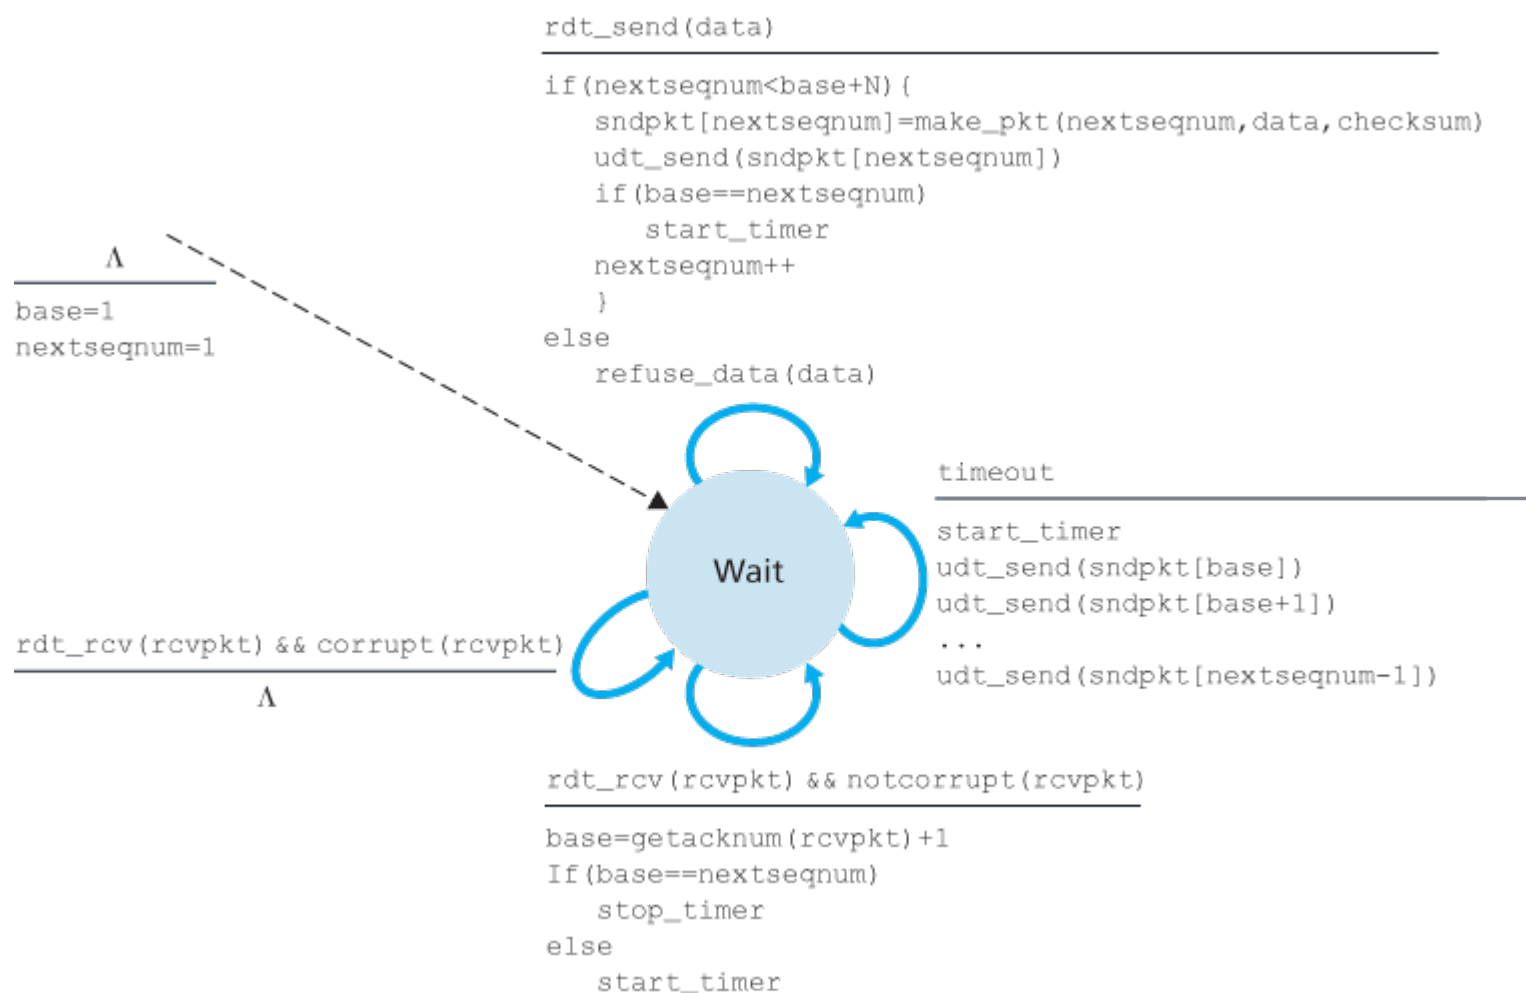 rdt_send(data)
if(nextseqnum<base+N){
sndpkt[nextseqnum]=make_pkt(nextseqnum,data,checksum)
udt_send(sndpkt[nextseqnum])
if(base==nextseqnum)
start_timer
nextseqnum++
}
else
refuse_data(data)
Λ
base=1
nextseqnum=1
timeout
start_timer
udt_send(sndpkt[base])
udt_send(sndpkt[base+1])
...
udt_send(sndpkt[nextseqnum-1])
Wait
rdt_rcv(rcvpkt) && corrupt(rcvpkt)
Λ
rdt_rcv(rcvpkt) && notcorrupt(rcvpkt)
base=getacknum(rcvpkt)+1
If(base==nextseqnum)
stop_timer
else
start_timer